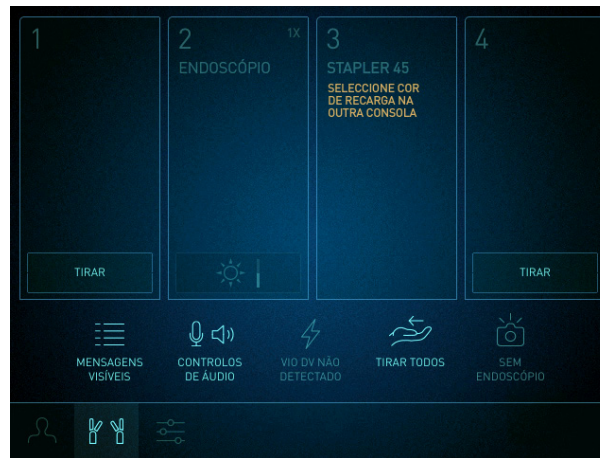 1
2
1X
ENDOSCÓPIO
3
STAPLER 45
SELECCIONE COR
DE RECARGA NA
OUTRA CONSOLA
4
TIRAR
TIRAR
MENSAGENS
VISÍVEIS
CONTROLOS
DE ÁUDIO
VIO DV NÃO
DETECTADO
TIRAR TODOS
SEM
ENDOSCÓPIO